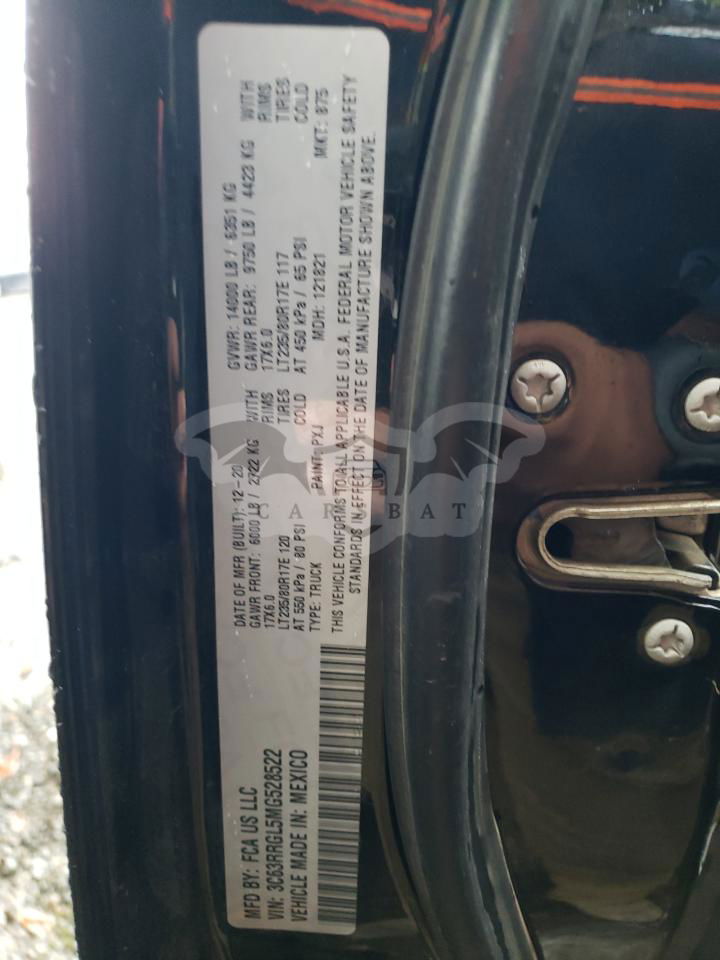 MFD BY: FCA US LLC
DATE OF MFR (BUILT): 12-20 GVWR: 14000 LB / 6351 KG
GAWR FRONT: 6000 LB / 2722 KG WITH GAWR REAR: 9750 LB / 4423 KG WITH
17X6.0 RIMS 17X6.0 RIMS
LT235/80R17E 120 TIRES LT235/80R17E 117 TIRES
AT 550 kPa / 80 PSI COLD AT 450 kPa / 65 PSI COLD
TYPE: TRUCK PAINT: PXJ MDH: 121821 MKT: 875
THIS VEHICLE CONFORMS TO ALL APPLICABLE U.S.A. FEDERAL MOTOR VEHICLE SAFETY
STANDARDS IN EFFECT ON THE DATE OF MANUFACTURE SHOWN ABOVE.
VIN: 3C63RRGL5MG528522
VEHICLE MADE IN: MEXICO
CAR BAT